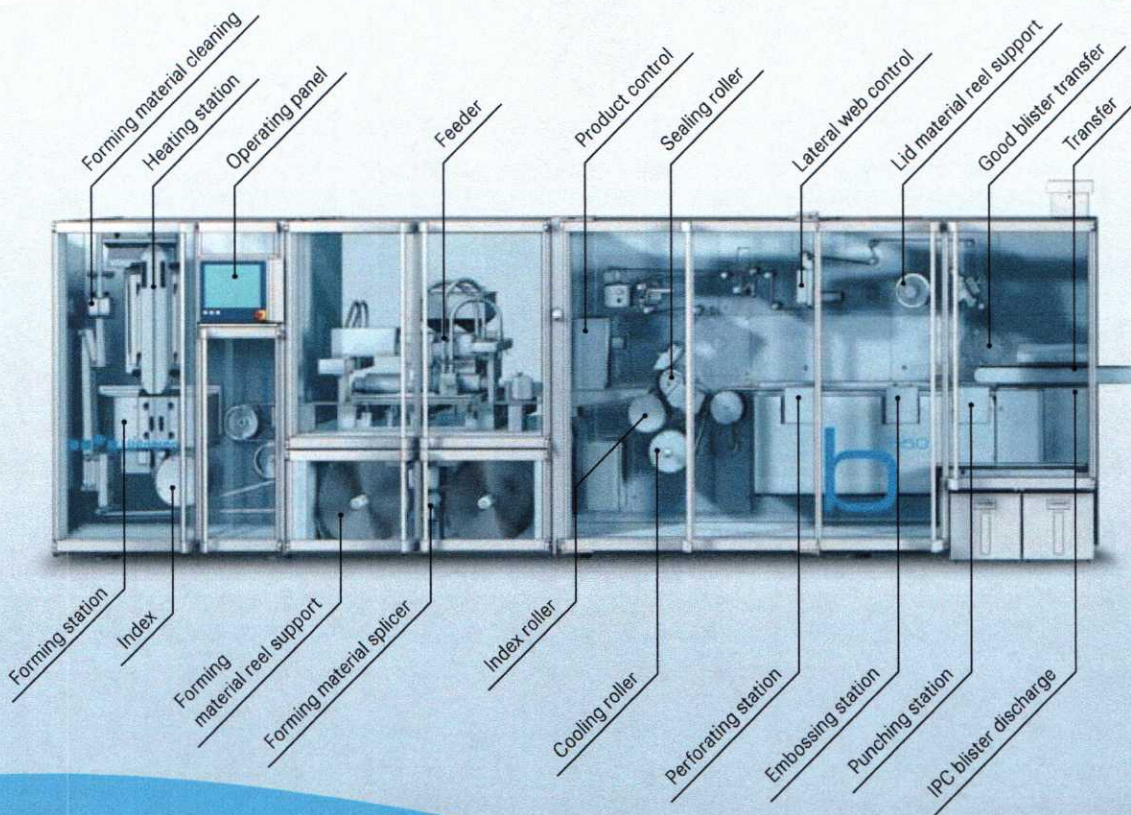 Forming material cleaning
Heating station
Operating panel
Feeder
Product control
Sealing roller
Lateral web control
Lid material reel support
Good blister transfer
Transfer
b
Forming station
Index
Forming
material reel support
Forming material splicer
Index roller
Cooling roller
Perforating station
Embossing station
Punching station
IPC blister discharge